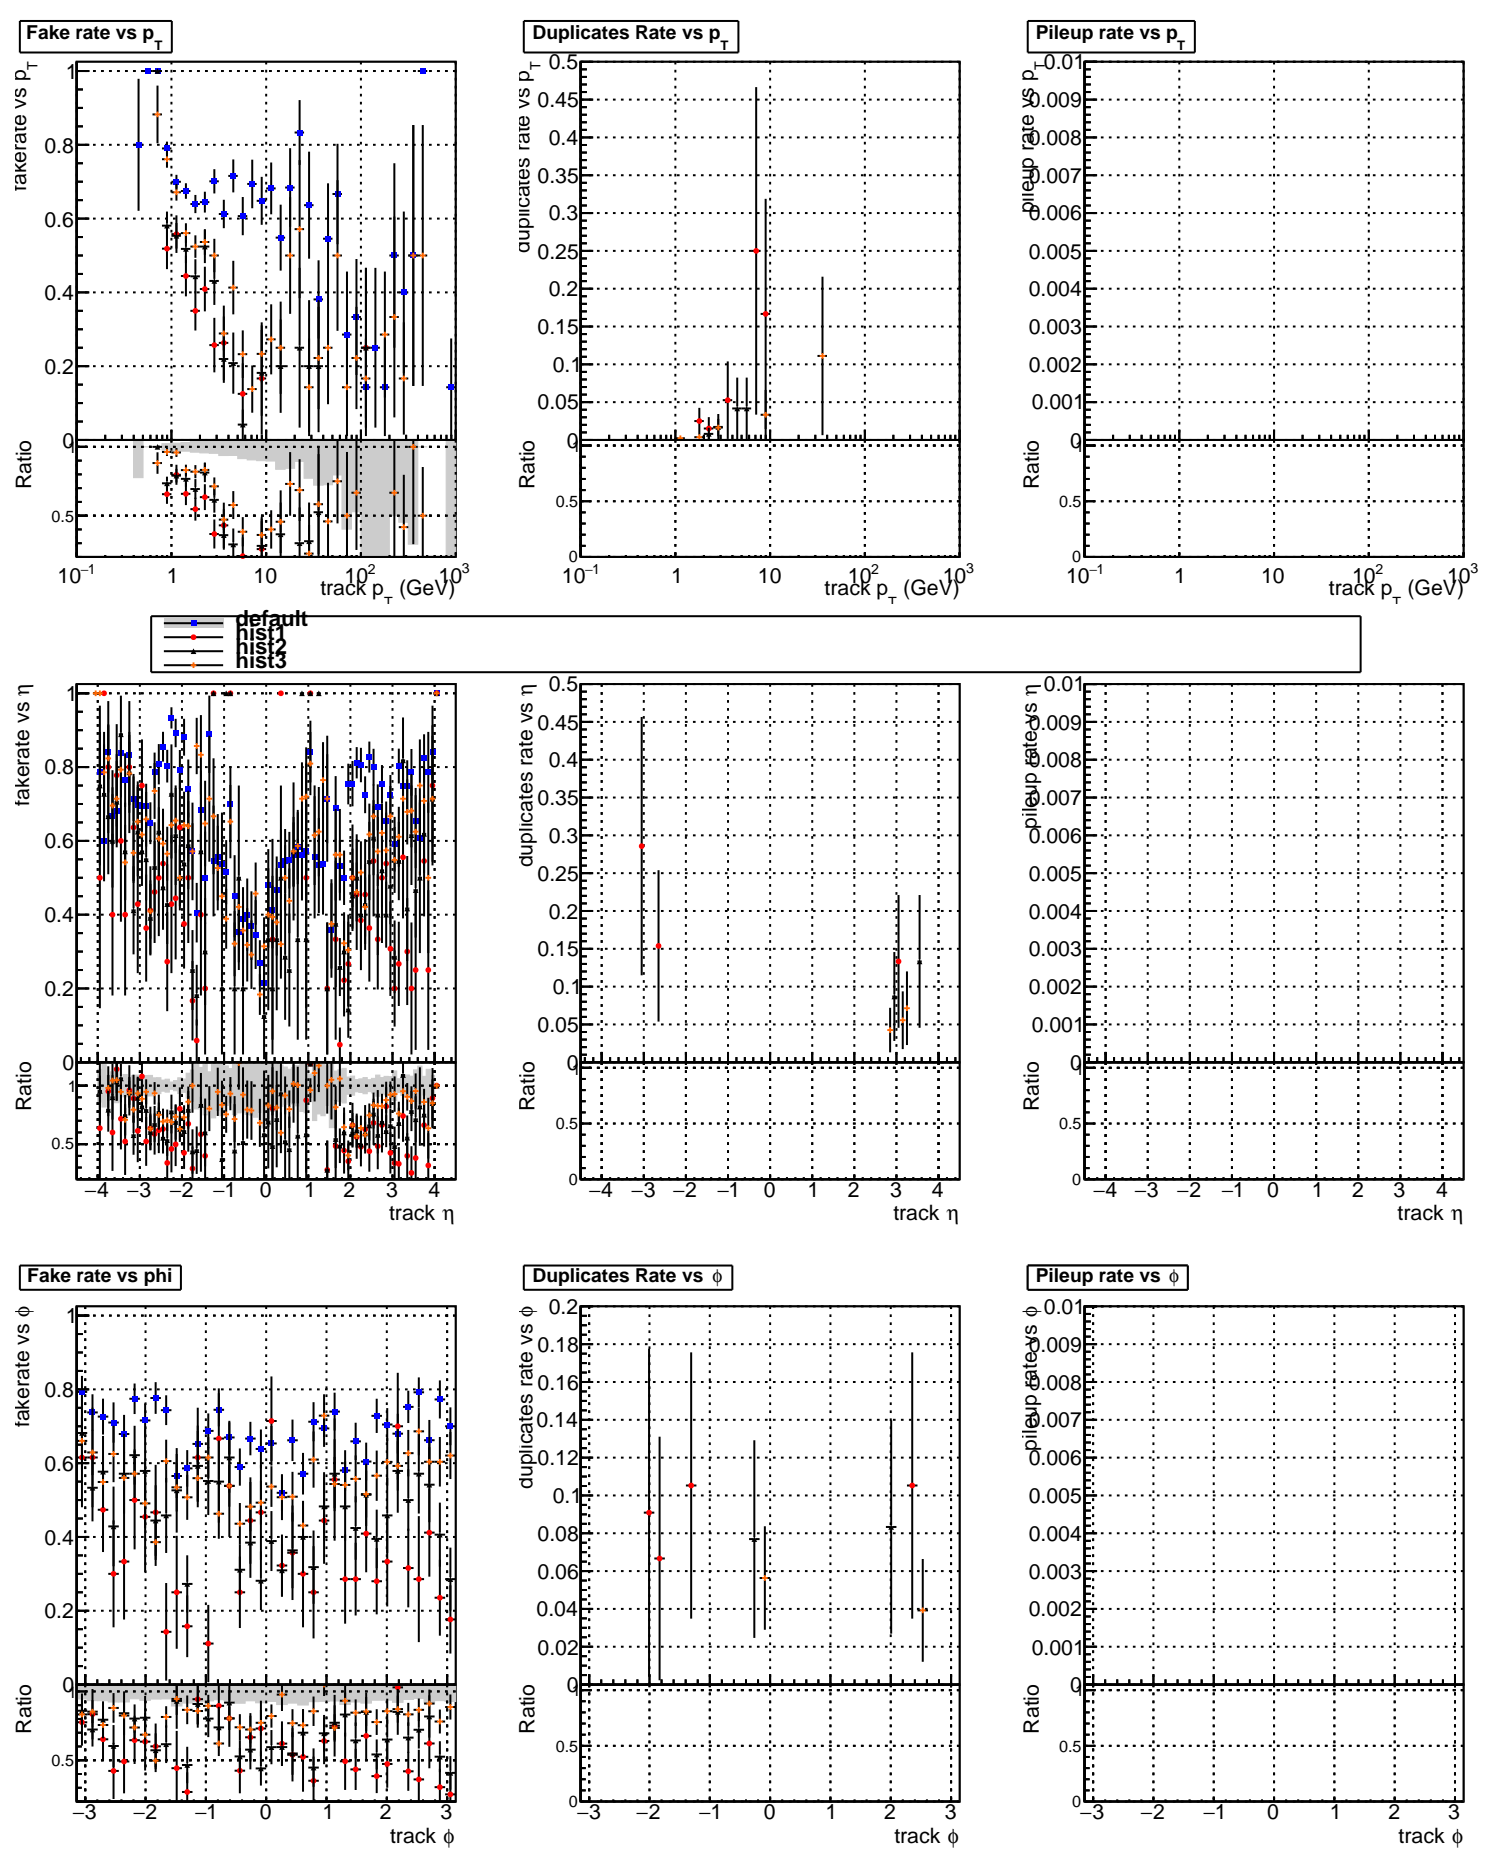 Fake rate vs p_T
Duplicates Rate vs p_T
Pileup rate vs p_T
fakerate vs p_T
1
0.8
0.6
0.4
0.2
0
Ratio
0.5
10^−1 1 10 10^2 10^3
track p_T (GeV)
duplicates rate vs p_T
0.5
0.45
0.4
0.35
0.3
0.25
0.2
0.15
0.1
0.05
0
Ratio
1
0.5
0
10^−1 1 10 10^2 10^3
track p_T (GeV)
pileup rate vs p_T
0.01
0.009
0.008
0.007
0.006
0.005
0.004
0.003
0.002
0.001
0
Ratio
1
0.5
0
10^−1 1 10 10^2 10^3
track p_T (GeV)
default
hist1
hist2
hist3
fakerate vs η
1
0.8
0.6
0.4
0.2
0
Ratio
1
0.5
−4 −3 −2 −1 0 1 2 3 4
track η
duplicates rate vs η
0.5
0.45
0.4
0.35
0.3
0.25
0.2
0.15
0.1
0.05
0
Ratio
1
0.5
0
−4 −3 −2 −1 0 1 2 3 4
track η
pileup rate vs η
0.01
0.009
0.008
0.007
0.006
0.005
0.004
0.003
0.002
0.001
0
Ratio
1
0.5
0
−4 −3 −2 −1 0 1 2 3 4
track η
Fake rate vs phi
Duplicates Rate vs ϕ
Pileup rate vs ϕ
fakerate vs ϕ
1
0.8
0.6
0.4
0.2
0
Ratio
1
0.5
−3 −2 −1 0 1 2 3
track ϕ
duplicates rate vs ϕ
0.2
0.18
0.16
0.14
0.12
0.1
0.08
0.06
0.04
0.02
0
Ratio
1
0.5
0
−3 −2 −1 0 1 2 3
track ϕ
pileup rate vs ϕ
0.01
0.009
0.008
0.007
0.006
0.005
0.004
0.003
0.002
0.001
0
Ratio
1
0.5
0
−3 −2 −1 0 1 2 3
track ϕ